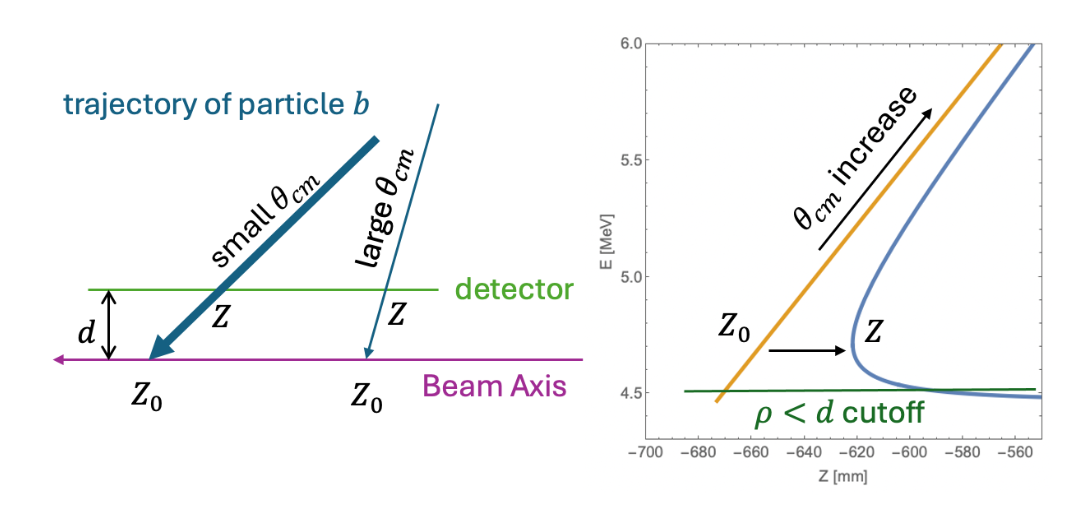 trajectory of particle b
small θcm
large θcm
detector
d
Z
Z
Z₀
Z₀
Beam Axis
6.0
5.5
5.0
4.5
E [MeV]
θcm increase
Z₀
Z
ρ < d cutoff
−700 −680 −660 −640 −620 −600 −580 −560
Z [mm]